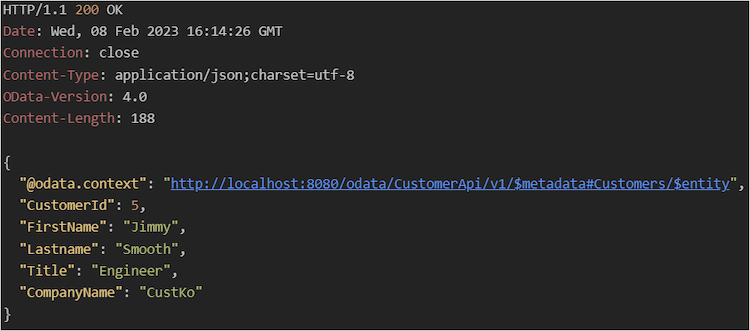 HTTP/1.1 200 OK
Date: Wed, 08 Feb 2023 16:14:26 GMT
Connection: close
Content-Type: application/json;charset=utf-8
OData-Version: 4.0
Content-Length: 188

{
  "@odata.context": "http://localhost:8080/odata/CustomerApi/v1/$metadata#Customers/$entity",
  "CustomerId": 5,
  "FirstName": "Jimmy",
  "Lastname": "Smooth",
  "Title": "Engineer",
  "CompanyName": "CustKo"
}